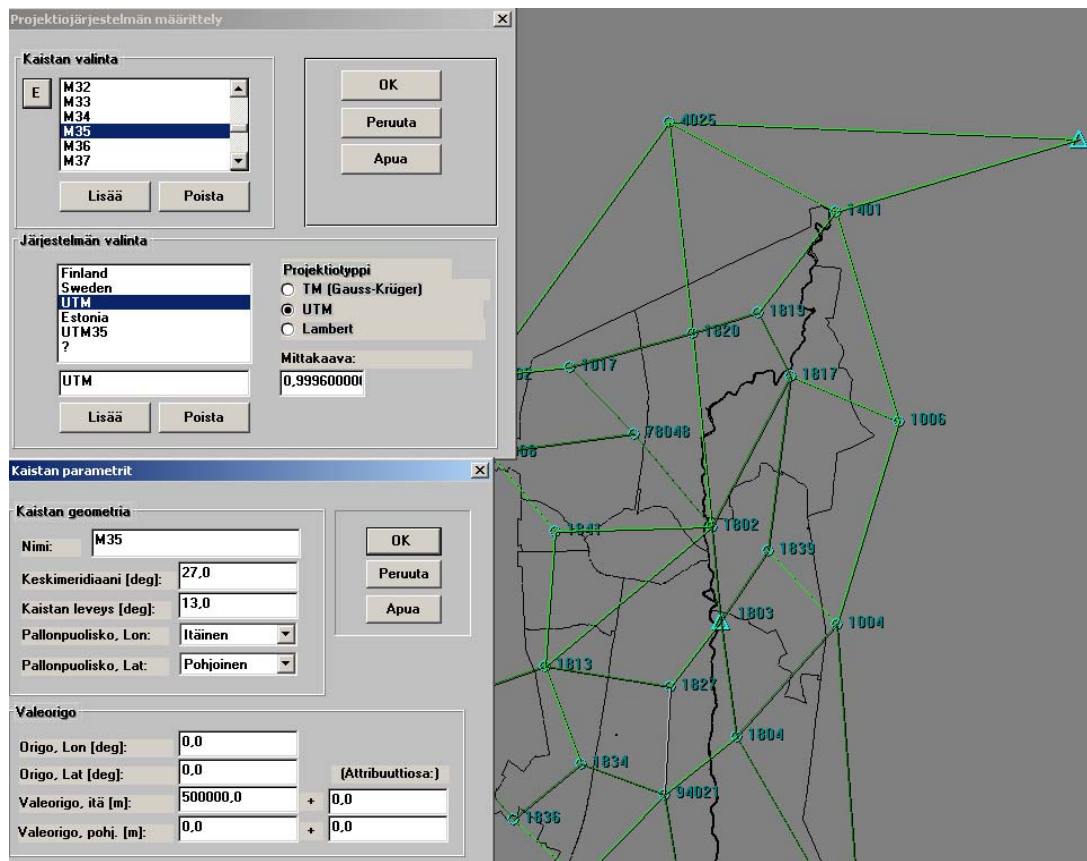 Projektiojärjestelmän määrittely
Kaistan valinta
E
M32
M33
M34
M35
M36
M37
Lisää
Poista
OK
Peruuta
Apua
Järjestelmän valinta
Finland
Sweden
UTM
Estonia
UTM35
?
UTM
Lisää
Poista
Projektiotyppi
TM (Gauss-Krüger)
UTM
Lambert
Mittakaava:
Kaistan parametrit
Kaistan geometria
Nimi:
M35
Keskimeridiaani [deg]:
27,0
Kaistan leveys [deg]:
13,0
Pallonpuolisko, Lon:
Itäinen
Pallonpuolisko, Lat:
Pohjoinen
OK
Peruuta
Apua
Valeorigo
Origo, Lon [deg]:
0,0
Origo, Lat [deg]:
0,0
(Attribuuttiosa:)
Valeorigo, itä [m]:
500000,0
+
0,0
Valeorigo, pohj. [m]:
0,0
+
0,0
4025
1401
1819
1820
1017
1817
1006
78048
1841
1802
1839
1803
1004
1813
1827
1804
1834
94021
1836